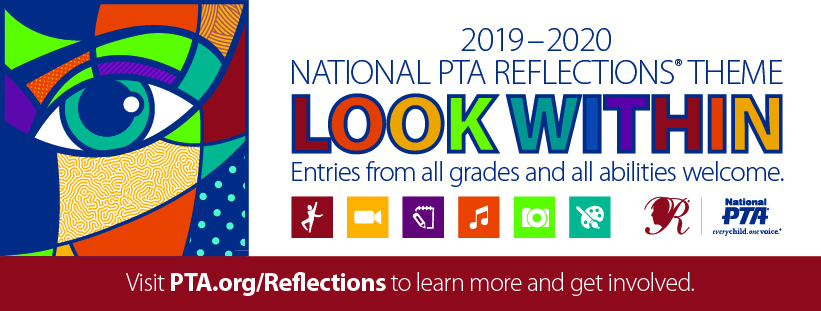 2019–2020
NATIONAL PTA REFLECTIONS® THEME
LOOK WITHIN
Entries from all grades and all abilities welcome.
R
National
PTA
everychild.onevoice.®
Visit PTA.org/Reflections to learn more and get involved.